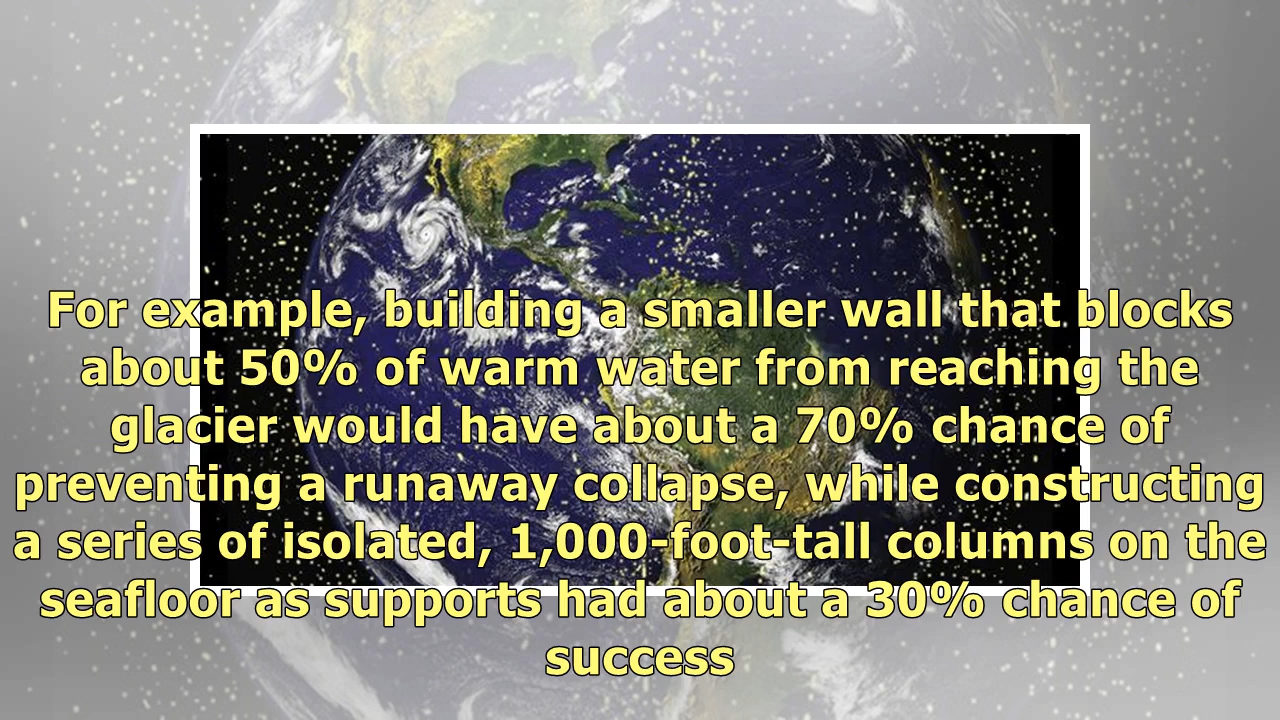 For example, building a smaller wall that blocks
about 50% of warm water from reaching the
glacier would have about a 70% chance of
preventing a runaway collapse, while constructing
a series of isolated, 1,000-foot-tall columns on the
seafloor as supports had about a 30% chance of
success